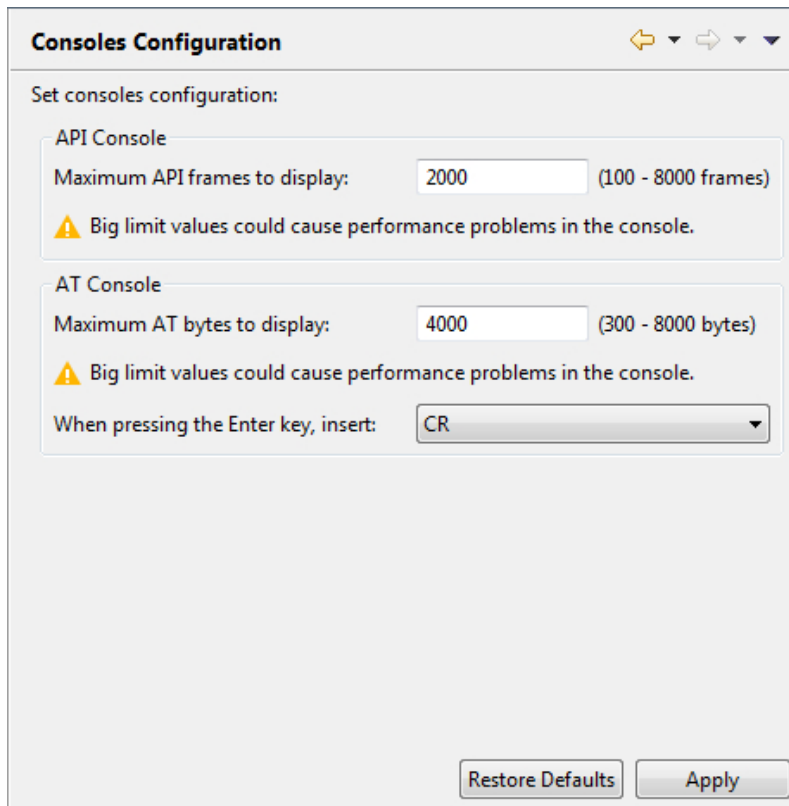 Consoles Configuration
Set consoles configuration:
API Console
Maximum API frames to display: 2000 (100 - 8000 frames)
Big limit values could cause performance problems in the console.
AT Console
Maximum AT bytes to display: 4000 (300 - 8000 bytes)
Big limit values could cause performance problems in the console.
When pressing the Enter key, insert: CR
Restore Defaults Apply